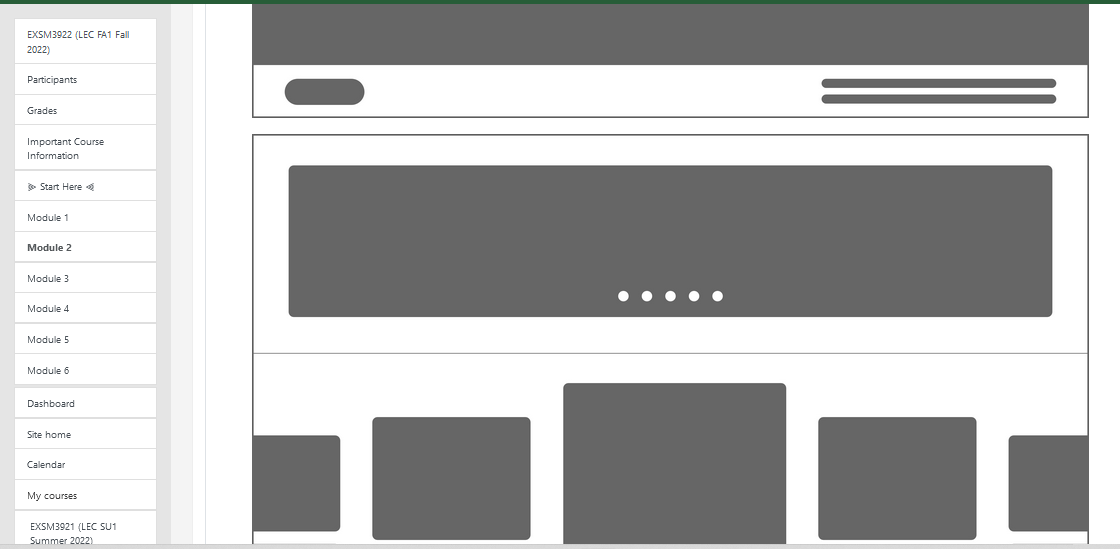 EXSM3922 (LEC FA1 Fall
2022)
Participants
Grades
Important Course
Information
Start Here
Module 1
Module 2
Module 3
Module 4
Module 5
Module 6
Dashboard
Site home
Calendar
My courses
EXSM3921 (LEC SU1
Summer 2022)